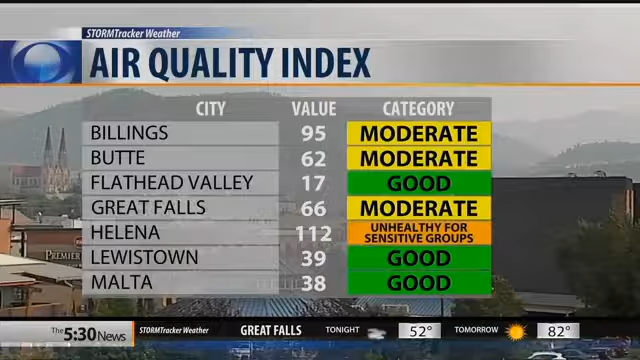 STORMTracker Weather
AIR QUALITY INDEX
CITY VALUE CATEGORY
BILLINGS 95 MODERATE
BUTTE 62 MODERATE
FLATHEAD VALLEY 17 GOOD
GREAT FALLS 66 MODERATE
HELENA 112 UNHEALTHY FOR SENSITIVE GROUPS
LEWISTOWN 39 GOOD
MALTA 38 GOOD
PREMIER
The 5:30 NEWS STORMTracker Weather GREAT FALLS TONIGHT 52° TOMORROW 82°